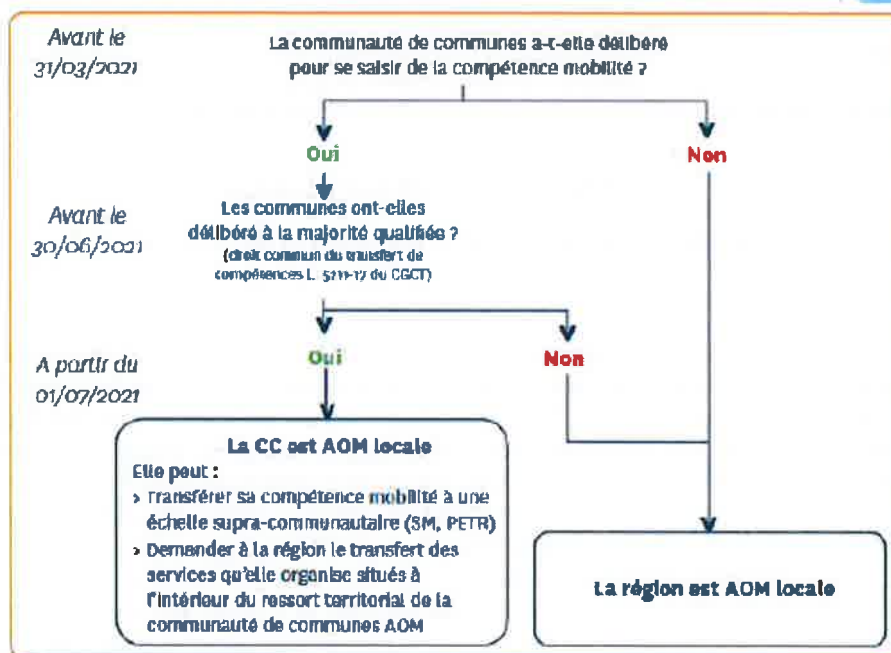 Avant le
31/03/2021
La communauté de communes a-t-elle délibéré
pour se saisir de la compétence mobilité ?
Oui
Non
Avant le
30/06/2021
Les communes ont-elles
délibéré à la majorité qualifiée ?
(droit commun du transfert de
compétences L. 5211-17 du CGCT)
Oui
Non
A partir du
01/07/2021
La CC est AOM locale
Elle peut :
> Transférer sa compétence mobilité à une
échelle supra-communautaire (SM, PETR)
> Demander à la région le transfert des
services qu'elle organise situés à
l'intérieur du ressort territorial de la
communauté de communes AOM
La région est AOM locale